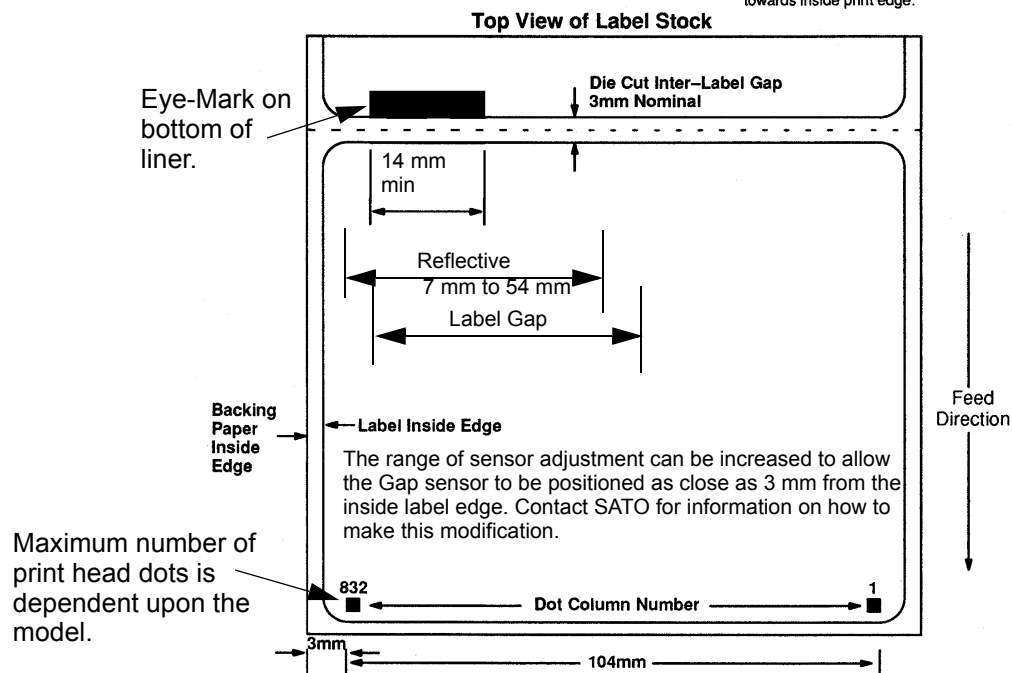 towards inside print edge.
Top View of Label Stock
Die Cut Inter–Label Gap
3mm Nominal
Eye-Mark on
bottom of
liner.
14 mm
min
Reflective
7 mm to 54 mm
Label Gap
Feed
Direction
Backing
Paper
Inside
Edge
Label Inside Edge
The range of sensor adjustment can be increased to allow
the Gap sensor to be positioned as close as 3 mm from the
inside label edge. Contact SATO for information on how to
make this modification.
Maximum number of
print head dots is
dependent upon the
model.
832
1
Dot Column Number
3mm
104mm